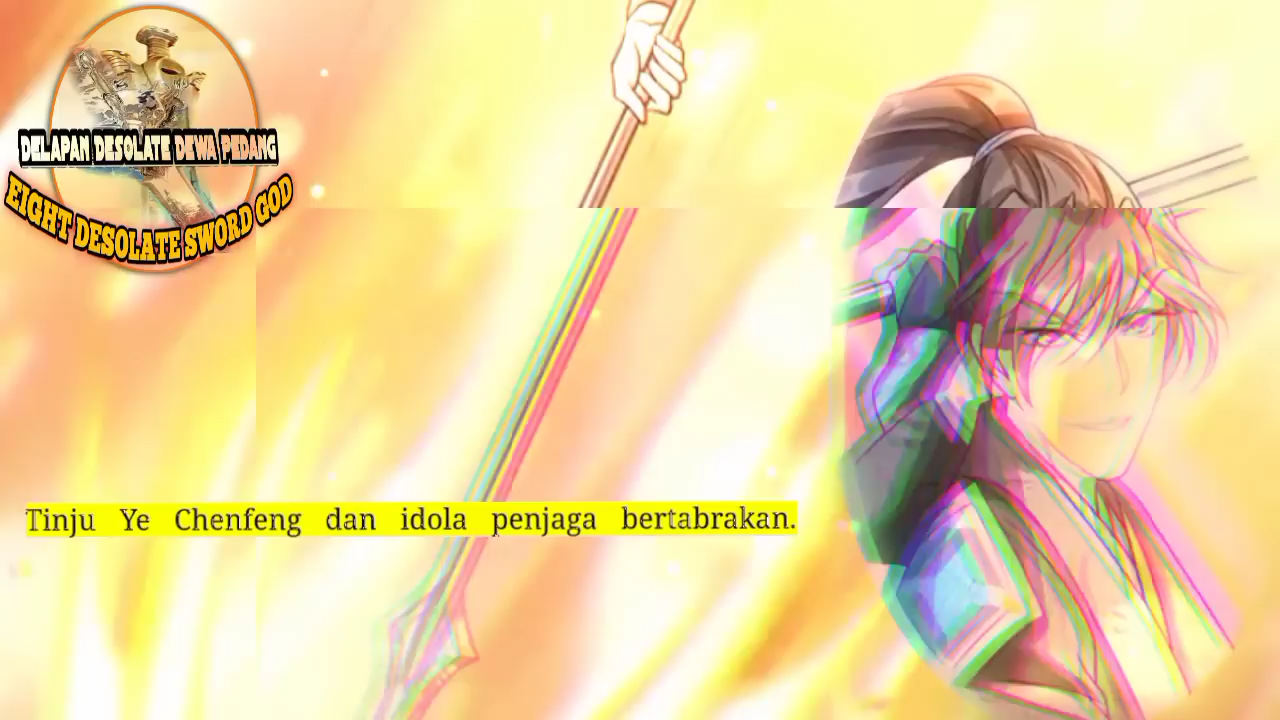 DELAPAN DESOLATE DEWA PEDANG
EIGHT DESOLATE SWORD GOD
Tinju Ye Chenfeng dan idola penjaga bertabrakan.